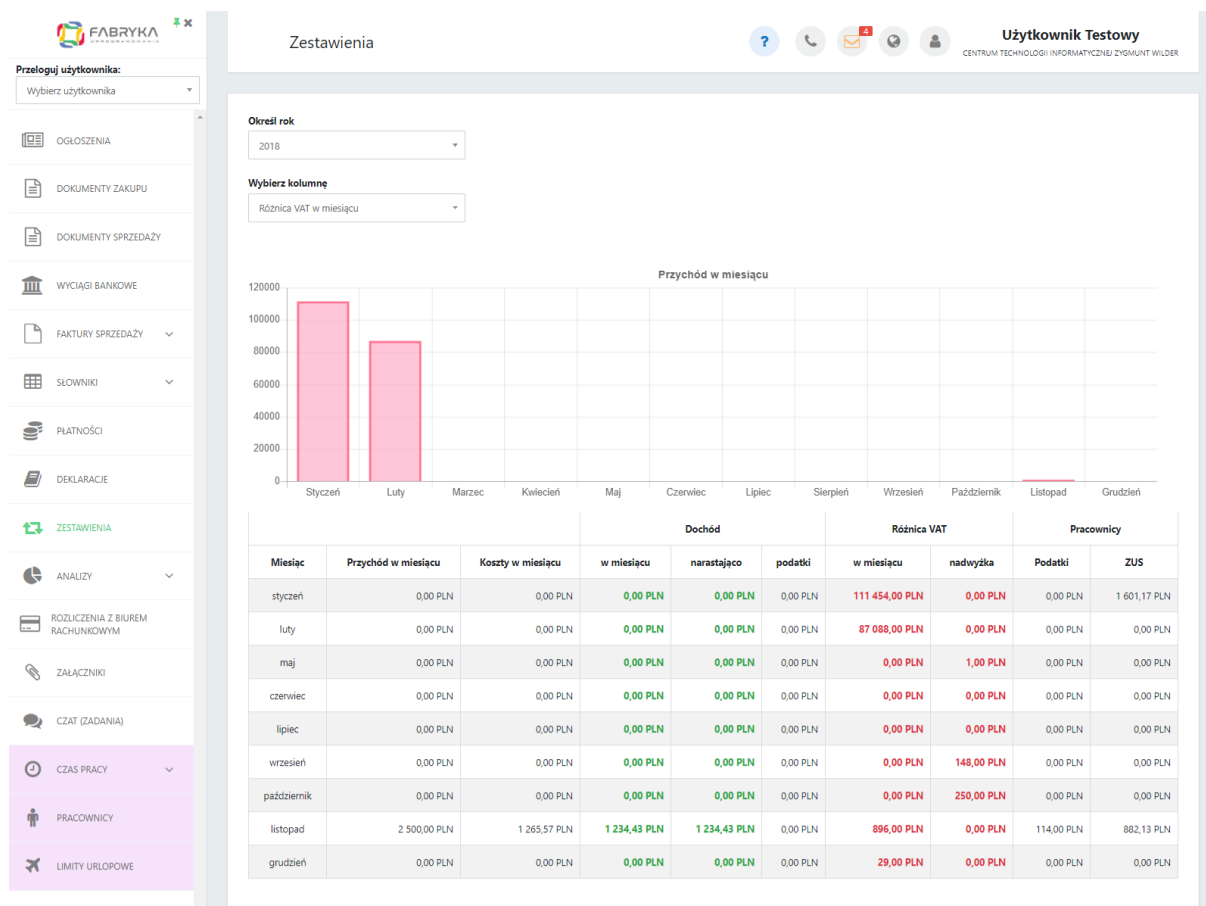 FABRYKA
OPROGRAMOWANIA
Przeloguj użytkownika:
Wybierz użytkownika
OGŁOSZENIA
DOKUMENTY ZAKUPU
DOKUMENTY SPRZEDAŻY
WYCIĄGI BANKOWE
FAKTURY SPRZEDAŻY
SŁOWNIKI
PŁATNOŚCI
DEKLARACJE
ZESTAWIENIA
ANALIZY
ROZLICZENIA Z BIUREM
RACHUNKOWYM
ZAŁĄCZNIKI
CZAT (ZADANIA)
CZAS PRACY
PRACOWNICY
LIMITY URLOPOWE
Zestawienia
? 4
Użytkownik Testowy
CENTRUM TECHNOLOGII INFORMATYCZNEJ ZYGMUNT WILDER
Określ rok
2018
Wybierz kolumnę
Różnica VAT w miesiącu
Przychód w miesiącu
120000
100000
80000
60000
40000
20000
0
Styczeń Luty Marzec Kwiecień Maj Czerwiec Lipiec Sierpień Wrzesień Październik Listopad Grudzień
Dochód Różnica VAT Pracownicy
Miesiąc Przychód w miesiącu Koszty w miesiącu w miesiącu narastająco podatki w miesiącu nadwyżka Podatki ZUS
styczeń 0,00 PLN 0,00 PLN 0,00 PLN 0,00 PLN 0,00 PLN 111 454,00 PLN 0,00 PLN 0,00 PLN 1 601,17 PLN
luty 0,00 PLN 0,00 PLN 0,00 PLN 0,00 PLN 0,00 PLN 87 088,00 PLN 0,00 PLN 0,00 PLN 0,00 PLN
maj 0,00 PLN 0,00 PLN 0,00 PLN 0,00 PLN 0,00 PLN 0,00 PLN 1,00 PLN 0,00 PLN 0,00 PLN
czerwiec 0,00 PLN 0,00 PLN 0,00 PLN 0,00 PLN 0,00 PLN 0,00 PLN 0,00 PLN 0,00 PLN 0,00 PLN
lipiec 0,00 PLN 0,00 PLN 0,00 PLN 0,00 PLN 0,00 PLN 0,00 PLN 0,00 PLN 0,00 PLN 0,00 PLN
wrzesień 0,00 PLN 0,00 PLN 0,00 PLN 0,00 PLN 0,00 PLN 0,00 PLN 148,00 PLN 0,00 PLN 0,00 PLN
październik 0,00 PLN 0,00 PLN 0,00 PLN 0,00 PLN 0,00 PLN 0,00 PLN 250,00 PLN 0,00 PLN 0,00 PLN
listopad 2 500,00 PLN 1 265,57 PLN 1 234,43 PLN 1 234,43 PLN 0,00 PLN 896,00 PLN 0,00 PLN 114,00 PLN 882,13 PLN
grudzień 0,00 PLN 0,00 PLN 0,00 PLN 0,00 PLN 0,00 PLN 29,00 PLN 0,00 PLN 0,00 PLN 0,00 PLN